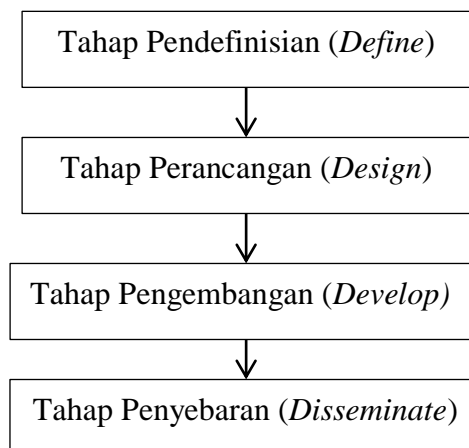 Tahap Pendefinisian (Define)
Tahap Perancangan (Design)
Tahap Pengembangan (Develop)
Tahap Penyebaran (Disseminate)